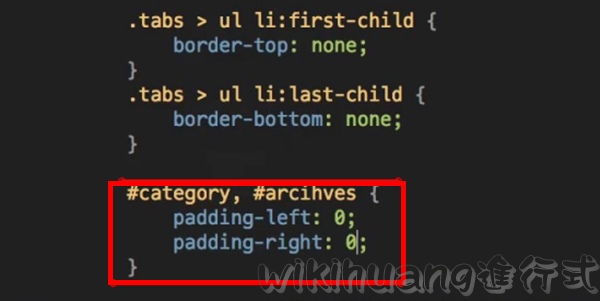 .tabs > ul li:first-child {
border-top: none;
}
.tabs > ul li:last-child {
border-bottom: none;
}
#category, #arcihves {
padding-left: 0;
padding-right: 0;
}
wikihuang進行式